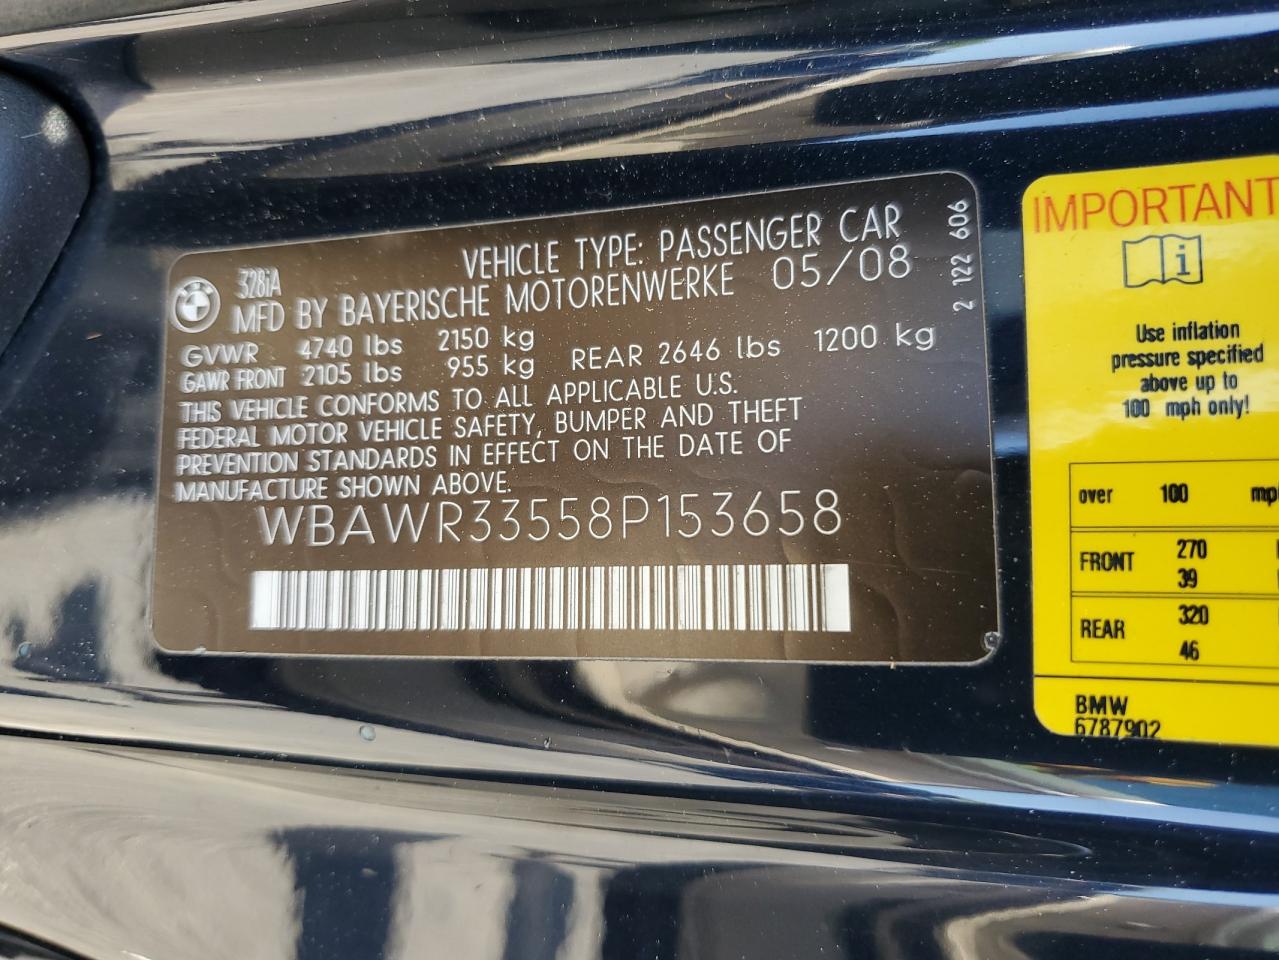 328iA VEHICLE TYPE: PASSENGER CAR
MFD BY BAYERISCHE MOTORENWERKE 05/08
GVWR 4740 lbs 2150 kg
GAWR FRONT 2105 lbs 955 kg REAR 2646 lbs 1200 kg
THIS VEHICLE CONFORMS TO ALL APPLICABLE U.S.
FEDERAL MOTOR VEHICLE SAFETY, BUMPER AND THEFT
PREVENTION STANDARDS IN EFFECT ON THE DATE OF
MANUFACTURE SHOWN ABOVE.
WBAWR33558P153658
2 122 606
IMPORTANT
Use inflation
pressure specified
above up to
100 mph only!
over 100 mp
FRONT 270
39
REAR 320
46
BMW
6787902